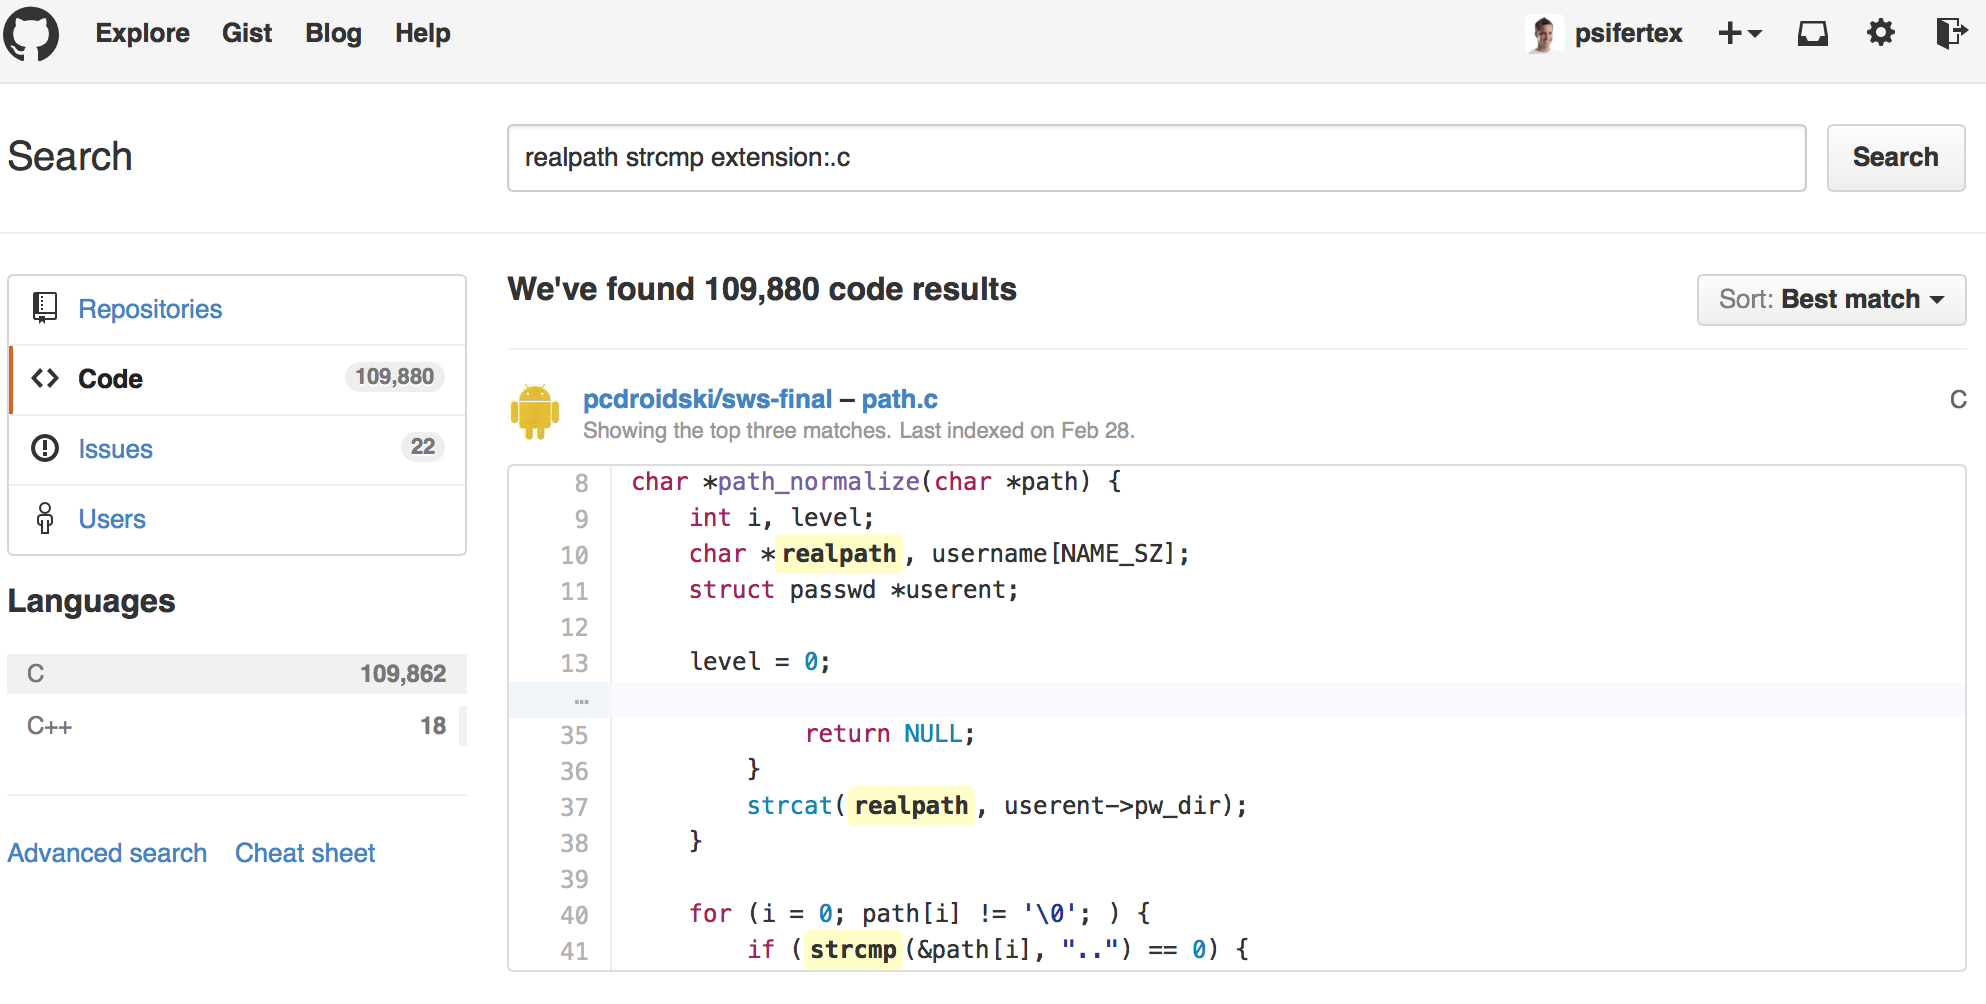 Explore Gist Blog Help psifertex
Search realpath strcmp extension:.c Search
Repositories
Code 109,880
Issues 22
Users
Languages
C 109,862
C++ 18
Advanced search Cheat sheet
We've found 109,880 code results Sort: Best match
pcdroidski/sws-final – path.c C
Showing the top three matches. Last indexed on Feb 28.
8 char *path_normalize(char *path) {
9 int i, level;
10 char *realpath, username[NAME_SZ];
11 struct passwd *userent;
12
13 level = 0;
…
35 return NULL;
36 }
37 strcat(realpath, userent->pw_dir);
38 }
39
40 for (i = 0; path[i] != '\0'; ) {
41 if (strcmp(&path[i], "..") == 0) {